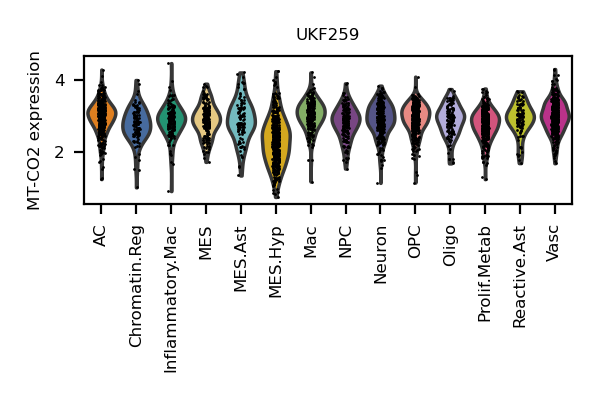 UKF259
MT-CO2 expression
4
2
AC
Chromatin.Reg
Inflammatory.Mac
MES
MES.Ast
MES.Hyp
Mac
NPC
Neuron
OPC
Oligo
Prolif.Metab
Reactive.Ast
Vasc